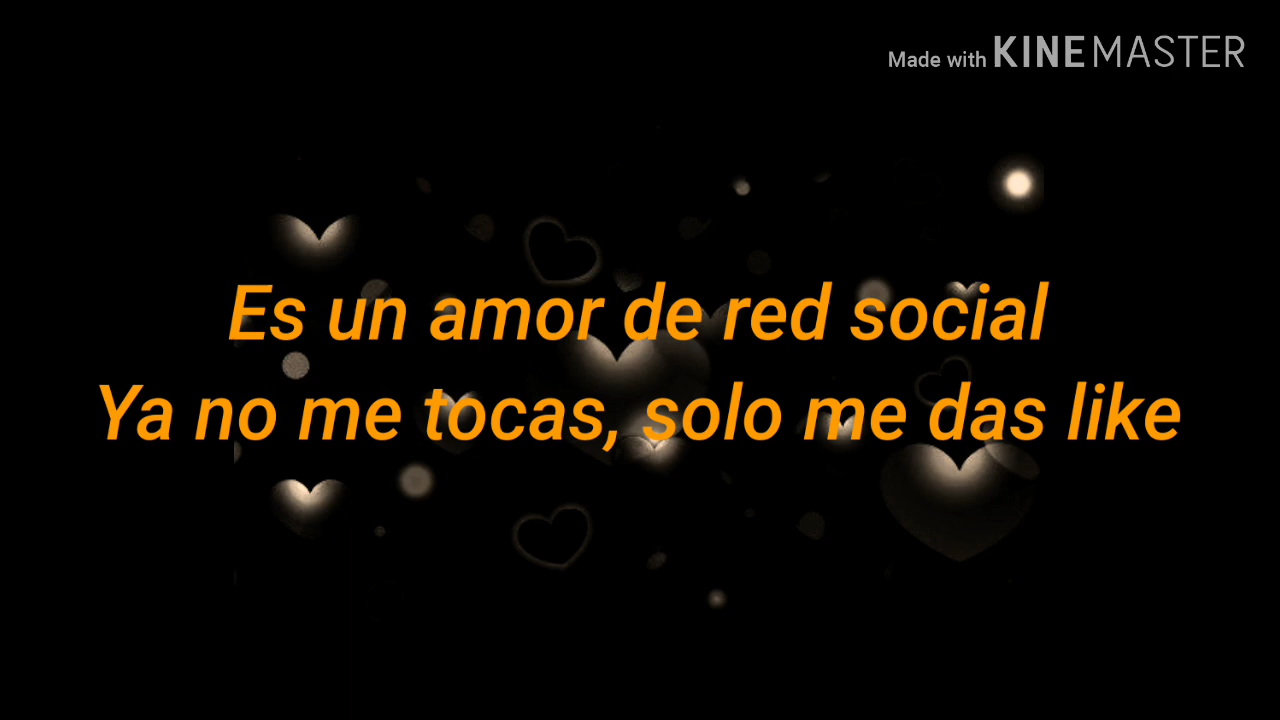 Made with KINEMASTER
Es un amor de red social
Ya no me tocas, solo me das like